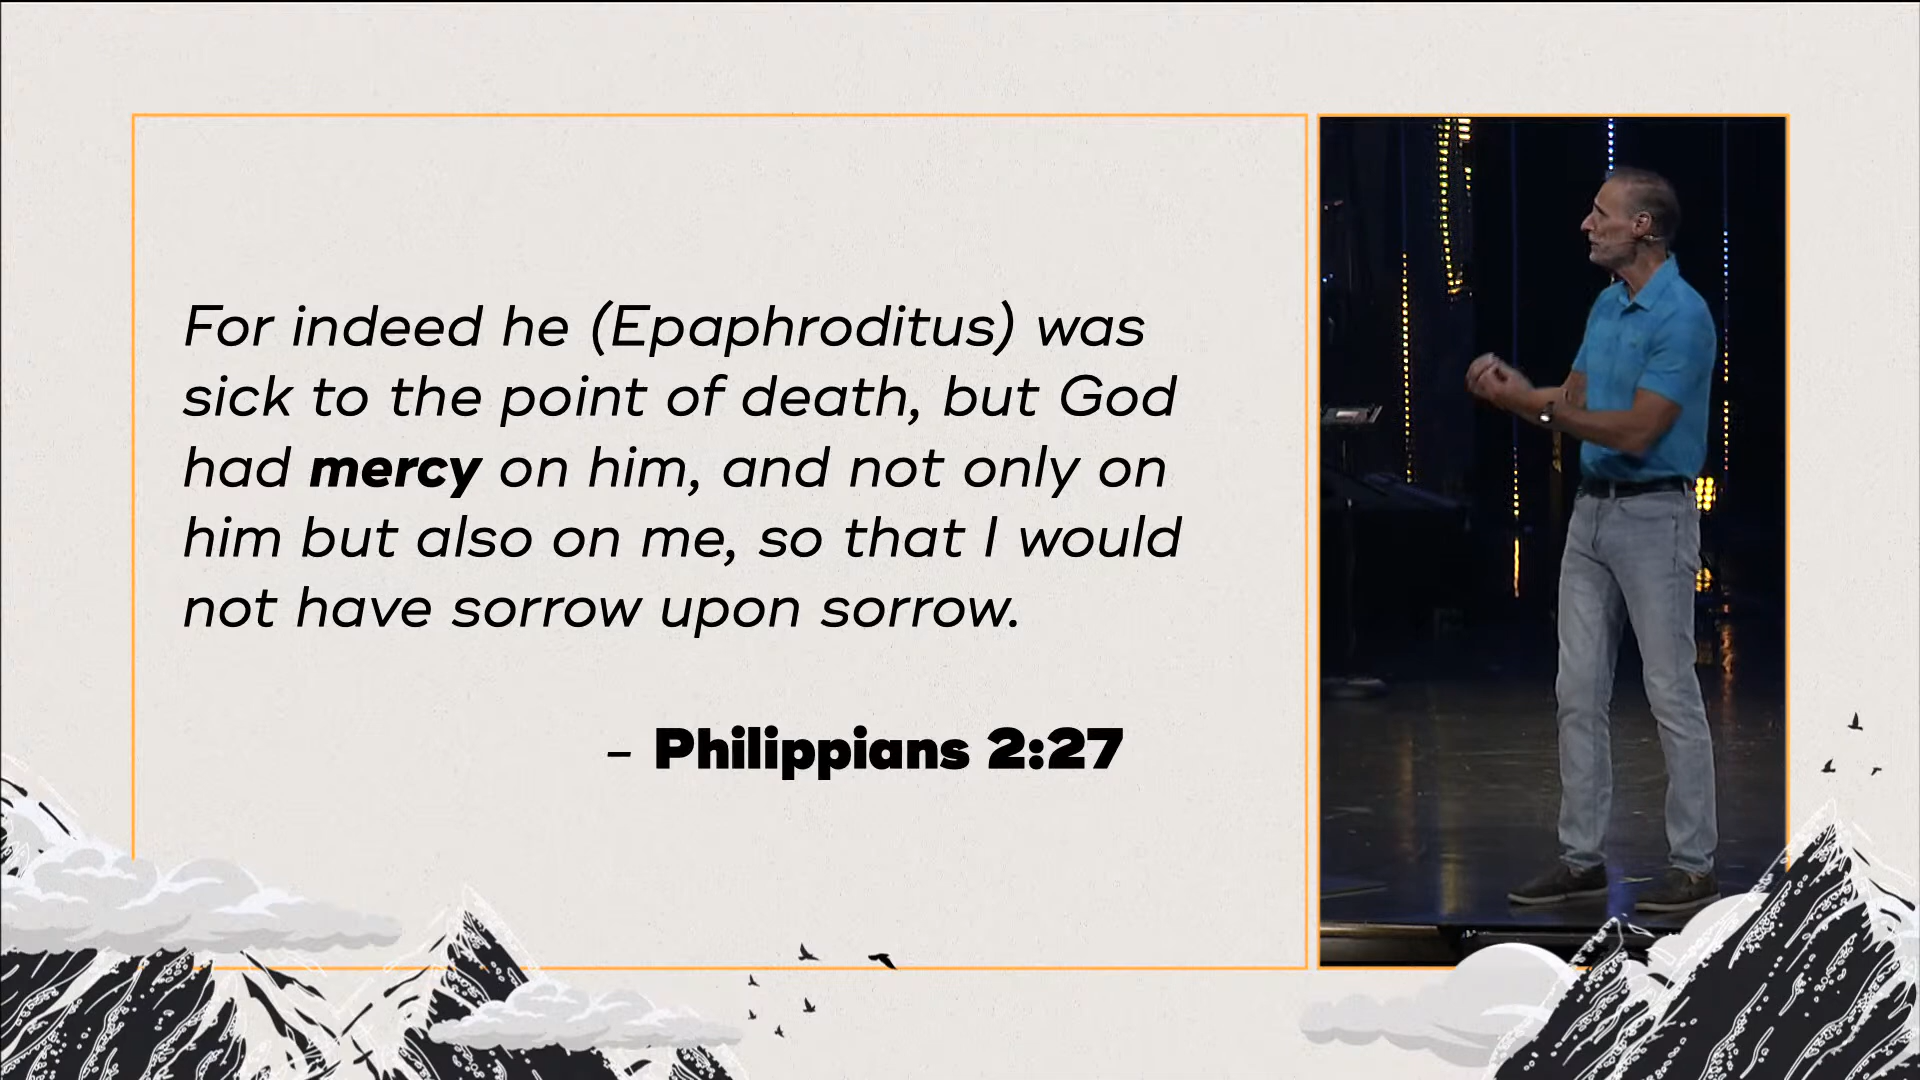 For indeed he (Epaphroditus) was
sick to the point of death, but God
had mercy on him, and not only on
him but also on me, so that I would
not have sorrow upon sorrow.
– Philippians 2:27